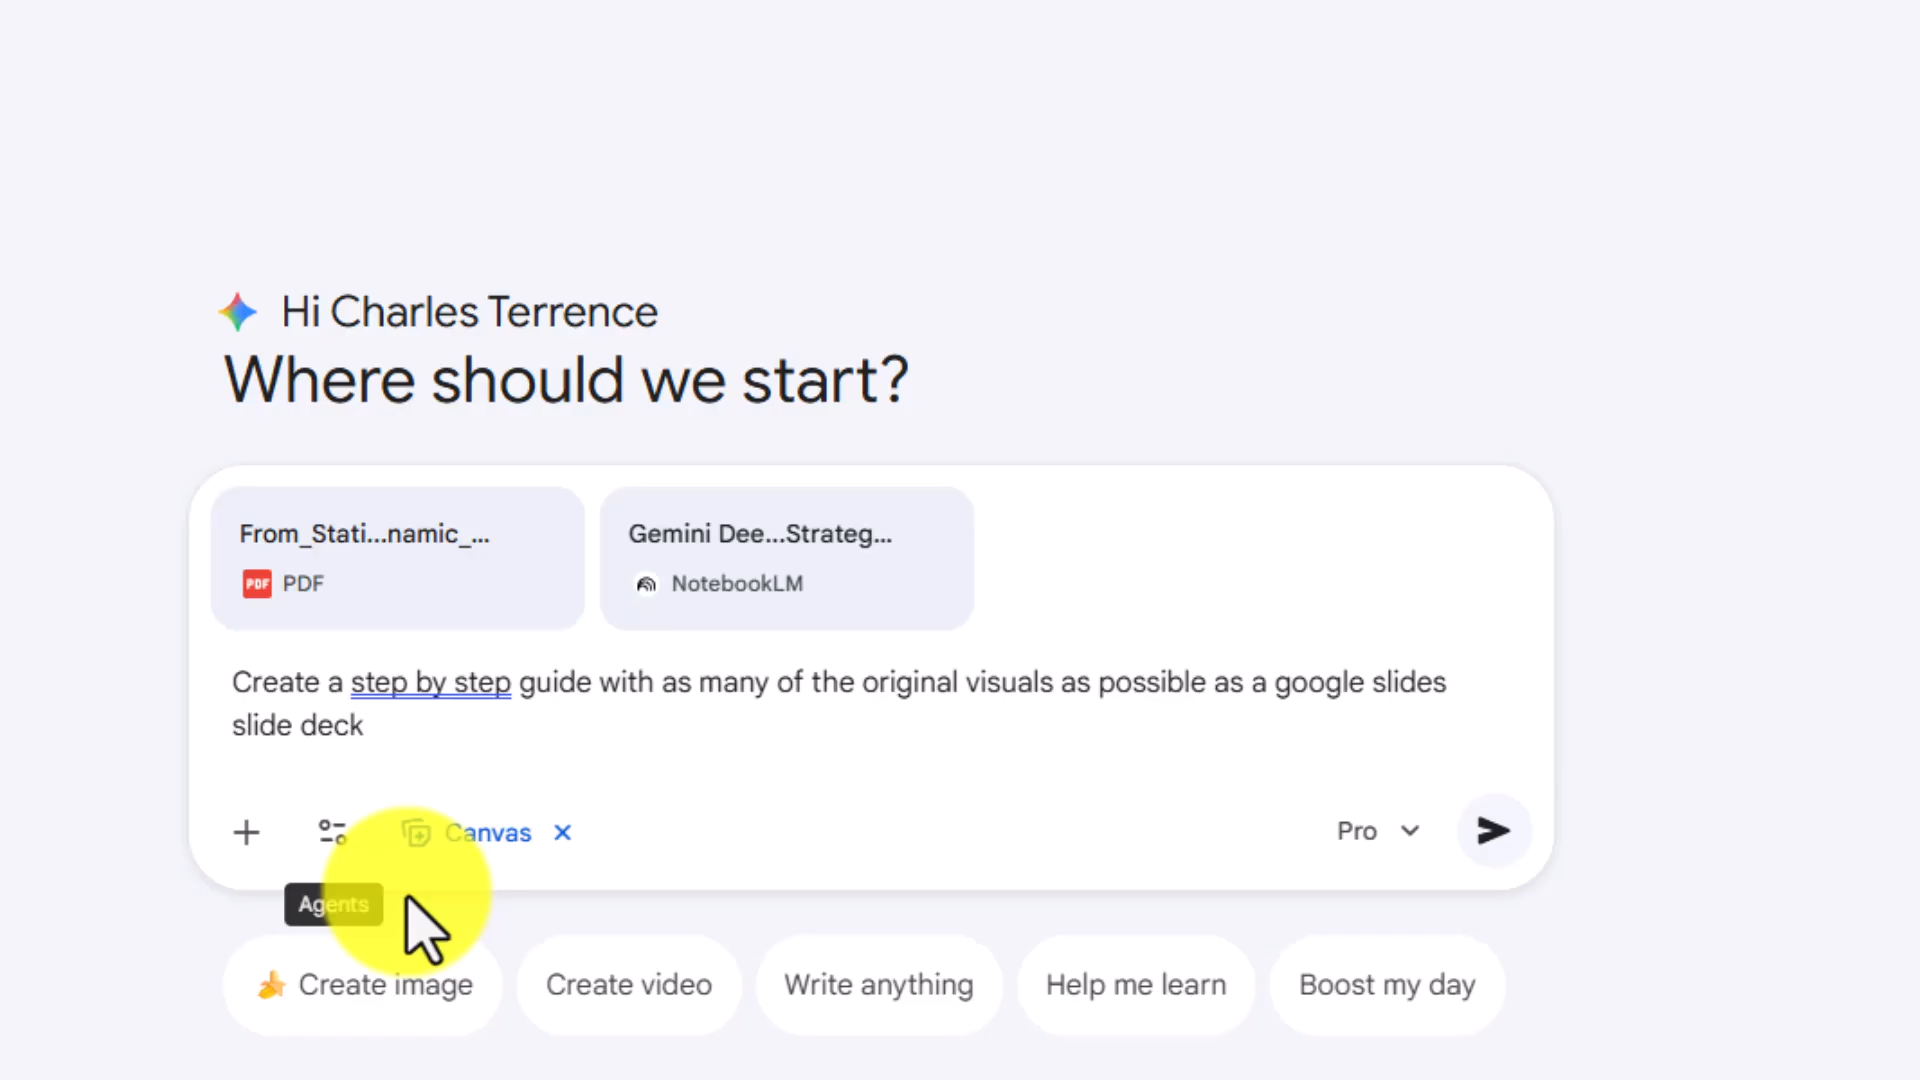 Hi Charles Terrence
Where should we start?
From_Stati...namic_...
PDF PDF
Gemini Dee...Strateg...
NotebookLM
Create a step by step guide with as many of the original visuals as possible as a google slides
slide deck
Canvas
Pro
Agents
Create image
Create video
Write anything
Help me learn
Boost my day